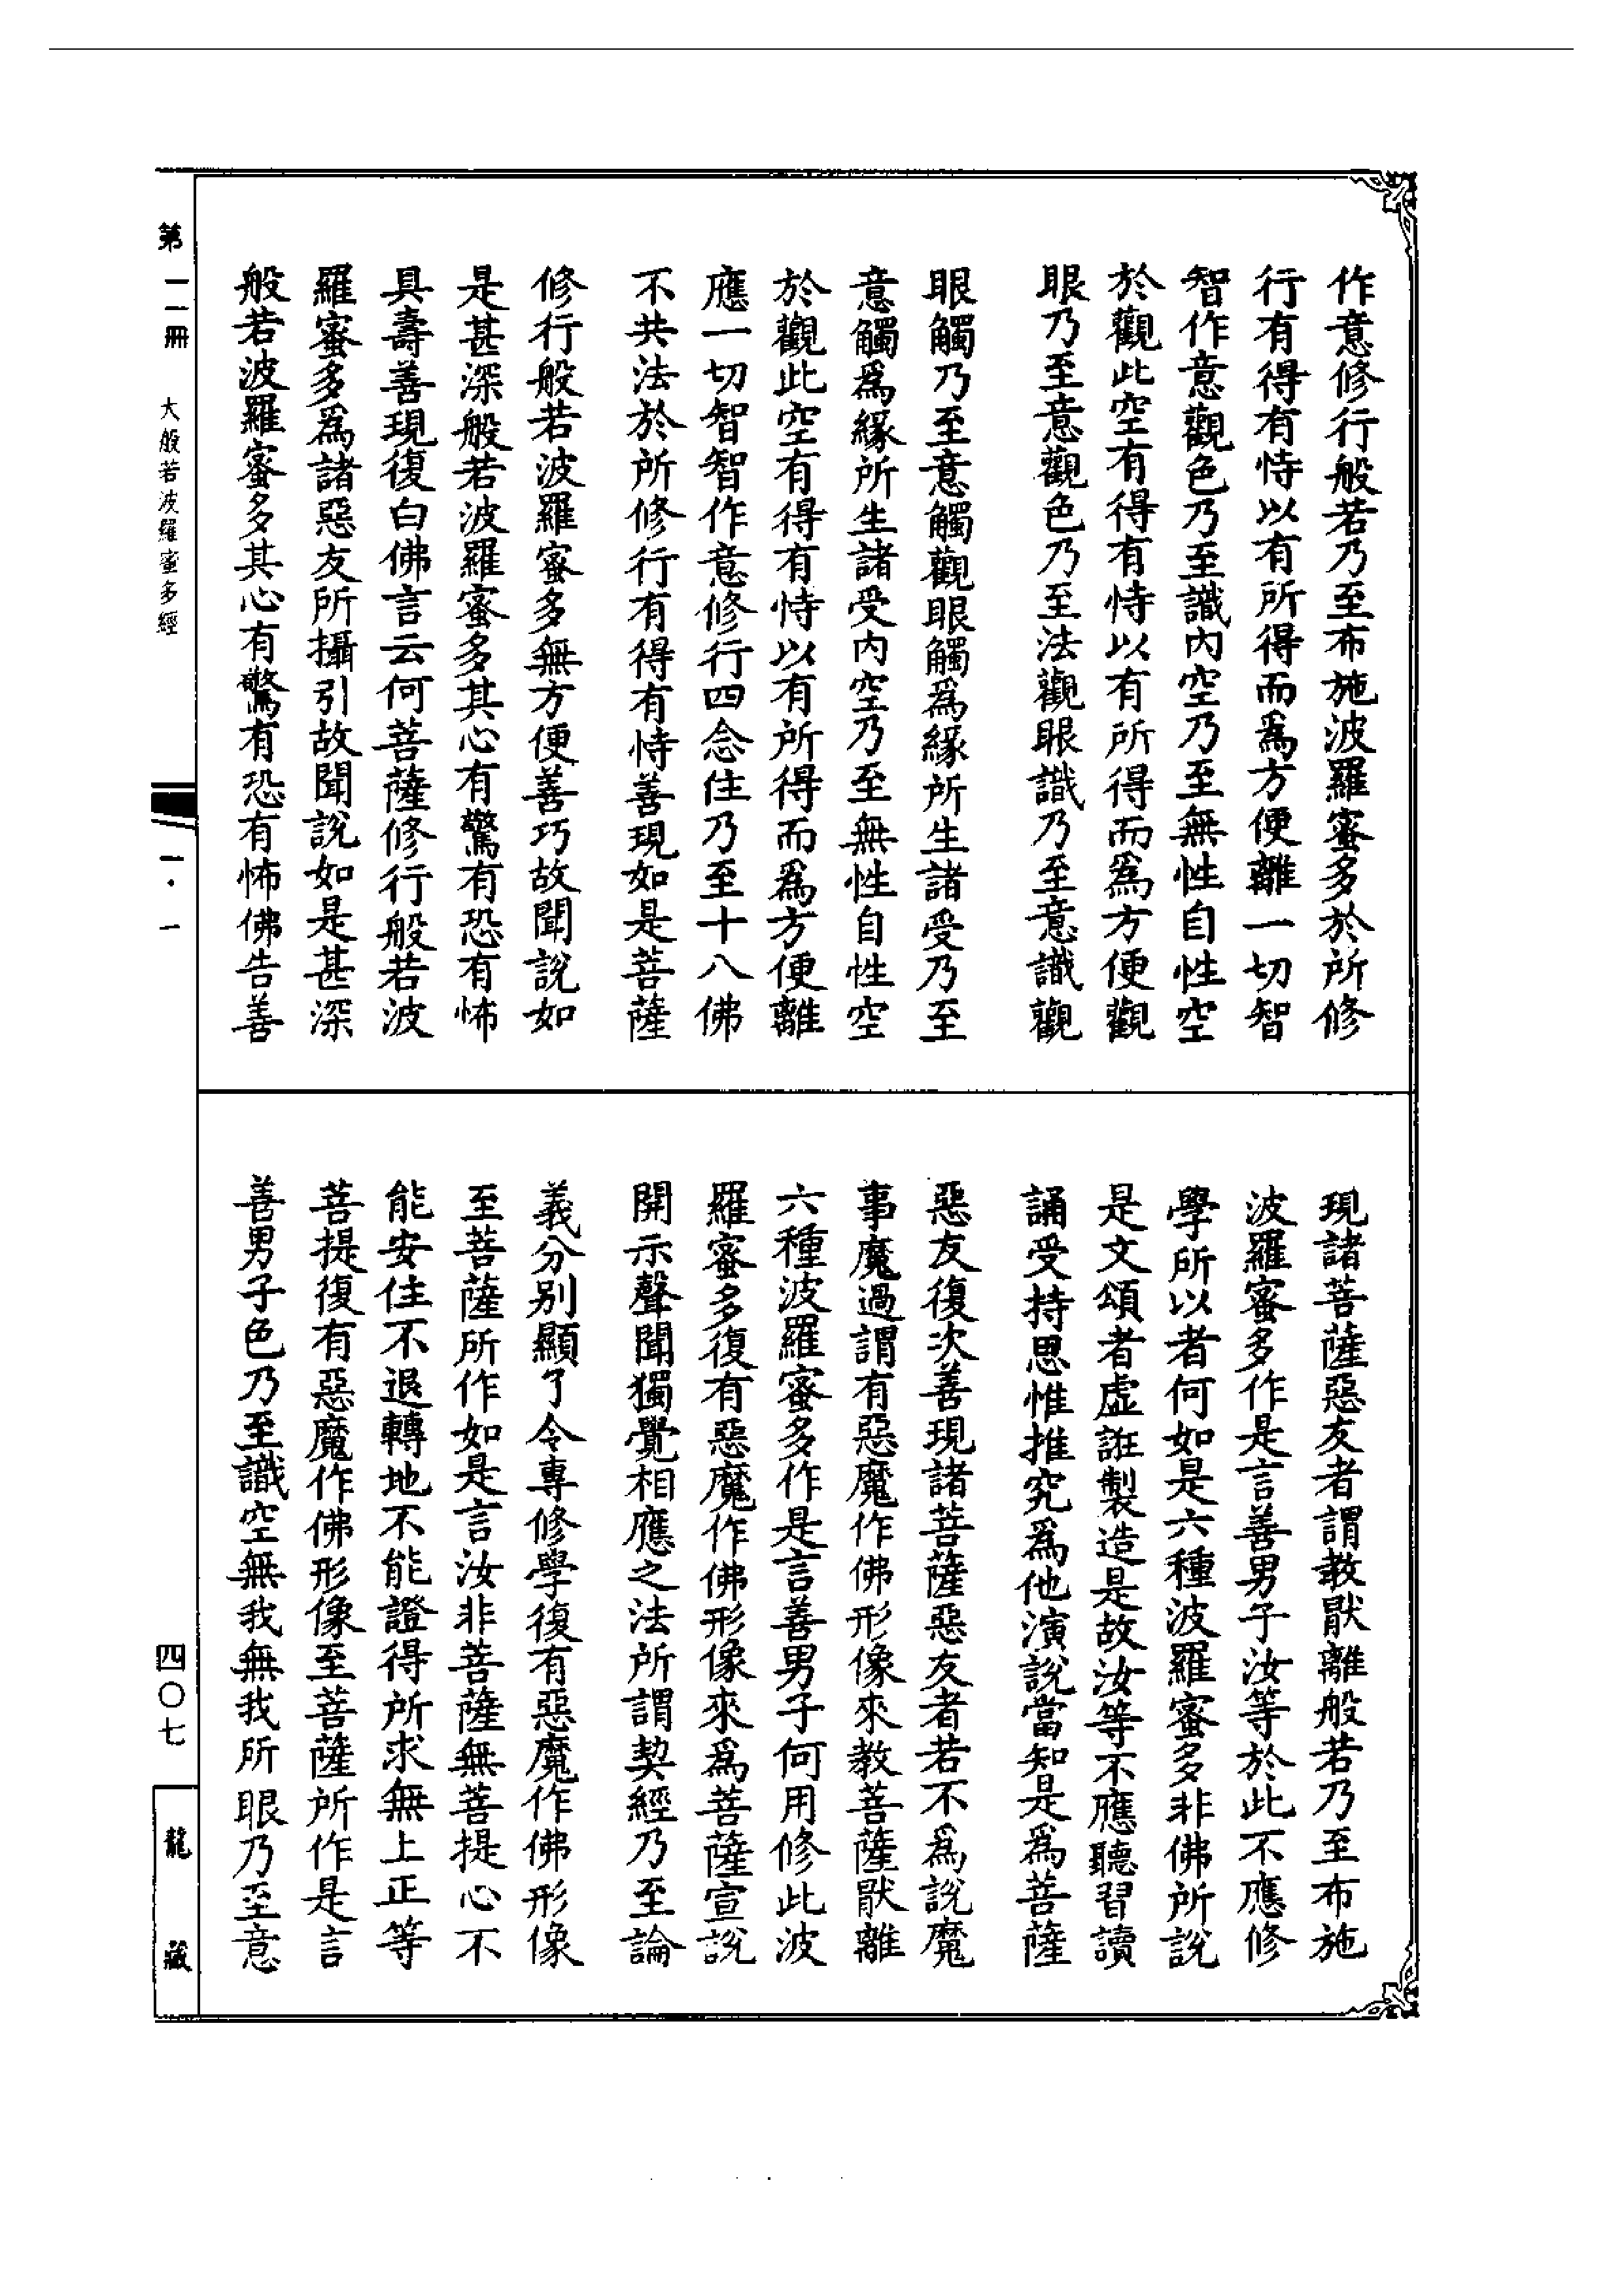 作意修行般若乃至布施波羅蜜多於所修
行有得有恃以有所得而爲方便離一切智
智作意觀色乃至識內空乃至無性自性空
於觀此空有得有恃以有所得而爲方便觀
眼乃至意觀色乃至法觀眼識乃至意識觀
眼觸乃至意觸觀眼觸爲緣所生諸受乃至
意觸爲緣所生諸受內空乃至無性自性空
於觀此空有得有恃以有所得而爲方便離
應一切智智作意修行四念住乃至十八佛
不共法於所修行有得有恃善現如是菩薩
修行般若波羅蜜多無方便善巧故聞說如
是甚深般若波羅蜜多其心有驚有恐有怖
具壽善現復白佛言云何菩薩修行般若波
羅蜜多爲諸惡友所攝引故聞說如是甚深
般若波羅蜜多其心有驚有恐有怖佛告善
現諸菩薩惡友者謂教猒離般若乃至布施
波羅蜜多作是言善男子汝等於此不應修
學所以者何如是六種波羅蜜多非佛所說
是文頌者虛誑製造是故汝等不應聽習讀
誦受持思惟推究爲他演說當知是爲菩薩
惡友復次善現諸菩薩惡友者若不爲說魔
事魔過謂有惡魔作佛形像來教菩薩猒離
六種波羅蜜多作是言善男子何用修此波
羅蜜多復有惡魔作佛形像來爲菩薩宣說
開示聲聞獨覺相應之法所謂契經乃至論
義分別顯了令專修學復有惡魔作佛形像
至菩薩所作如是言汝非菩薩無菩提心不
能安住不退轉地不能證得所求無上正等
菩提復有惡魔作佛形像至菩薩所作是言
善男子色乃至識空無我無我所眼乃至意
第一一冊 大般若波羅蜜多經 一·一 四〇七 龍藏